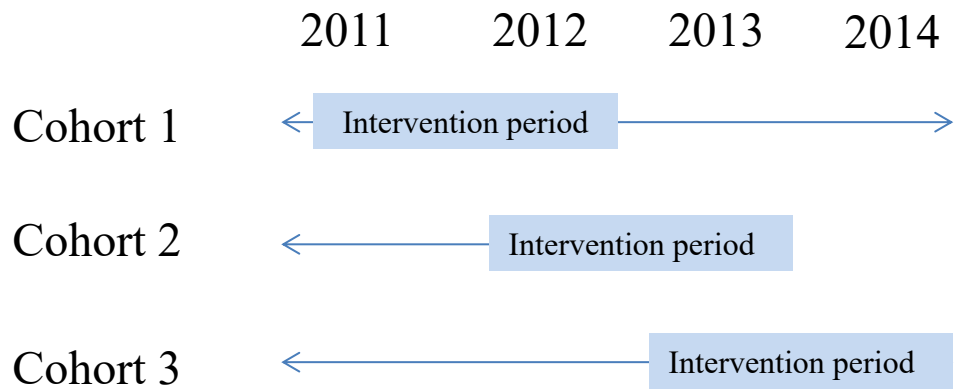 2011 2012 2013 2014
Cohort 1 Intervention period
Cohort 2 Intervention period
Cohort 3 Intervention period